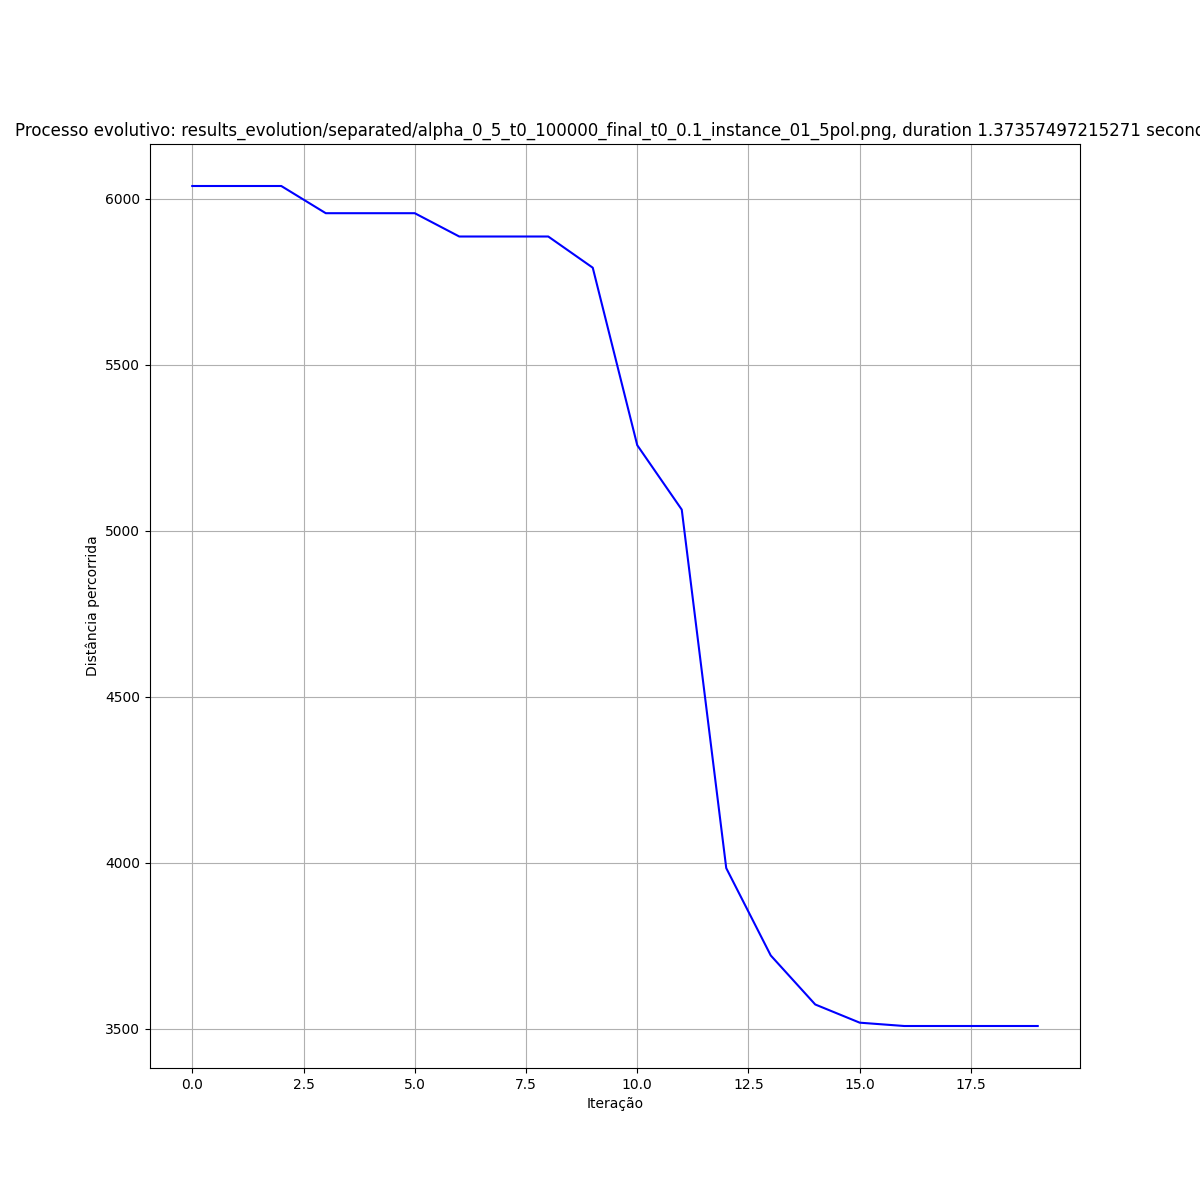 Processo evolutivo: results_evolution/separated/alpha_0_5_t0_100000_final_t0_0.1_instance_01_5pol.png, duration 1.37357497215271
6000
5500
5000
4500
4000
3500
Distância percorrida
0.0 2.5 5.0 7.5 10.0 12.5 15.0 17.5
Iteração